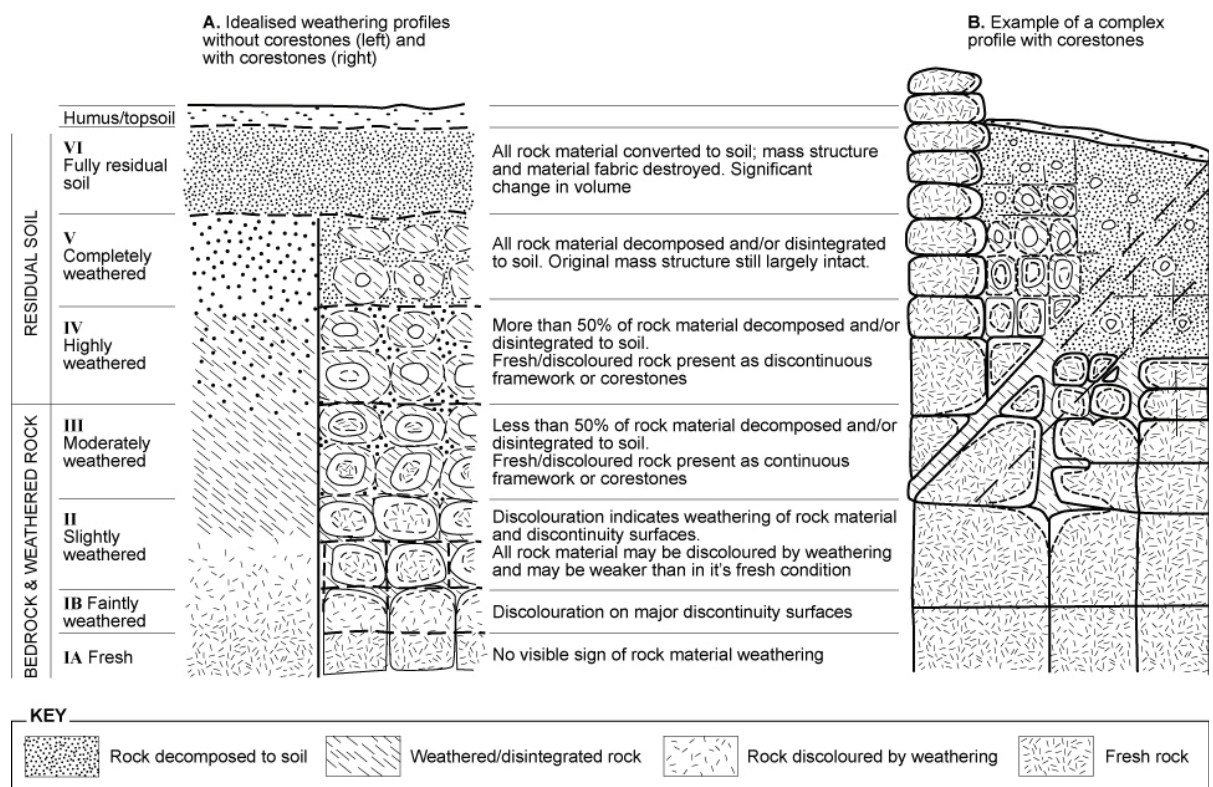 A. Idealised weathering profiles
without corestones (left) and
with corestones (right)
B. Example of a complex
profile with corestones
Humus/topsoil
RESIDUAL SOIL
VI
Fully residual
soil
All rock material converted to soil; mass structure
and material fabric destroyed. Significant
change in volume
V
Completely
weathered
All rock material decomposed and/or disintegrated
to soil. Original mass structure still largely intact.
IV
Highly
weathered
More than 50% of rock material decomposed and/or
disintegrated to soil.
Fresh/discoloured rock present as discontinuous
framework or corestones
BEDROCK & WEATHERED ROCK
III
Moderately
weathered
Less than 50% of rock material decomposed and/or
disintegrated to soil.
Fresh/discoloured rock present as continuous
framework or corestones
II
Slightly
weathered
Discolouration indicates weathering of rock material
and discontinuity surfaces.
All rock material may be discoloured by weathering
and may be weaker than in it's fresh condition
IB Faintly
weathered
Discolouration on major discontinuity surfaces
IA Fresh
No visible sign of rock material weathering
KEY
Rock decomposed to soil
Weathered/disintegrated rock
Rock discoloured by weathering
Fresh rock